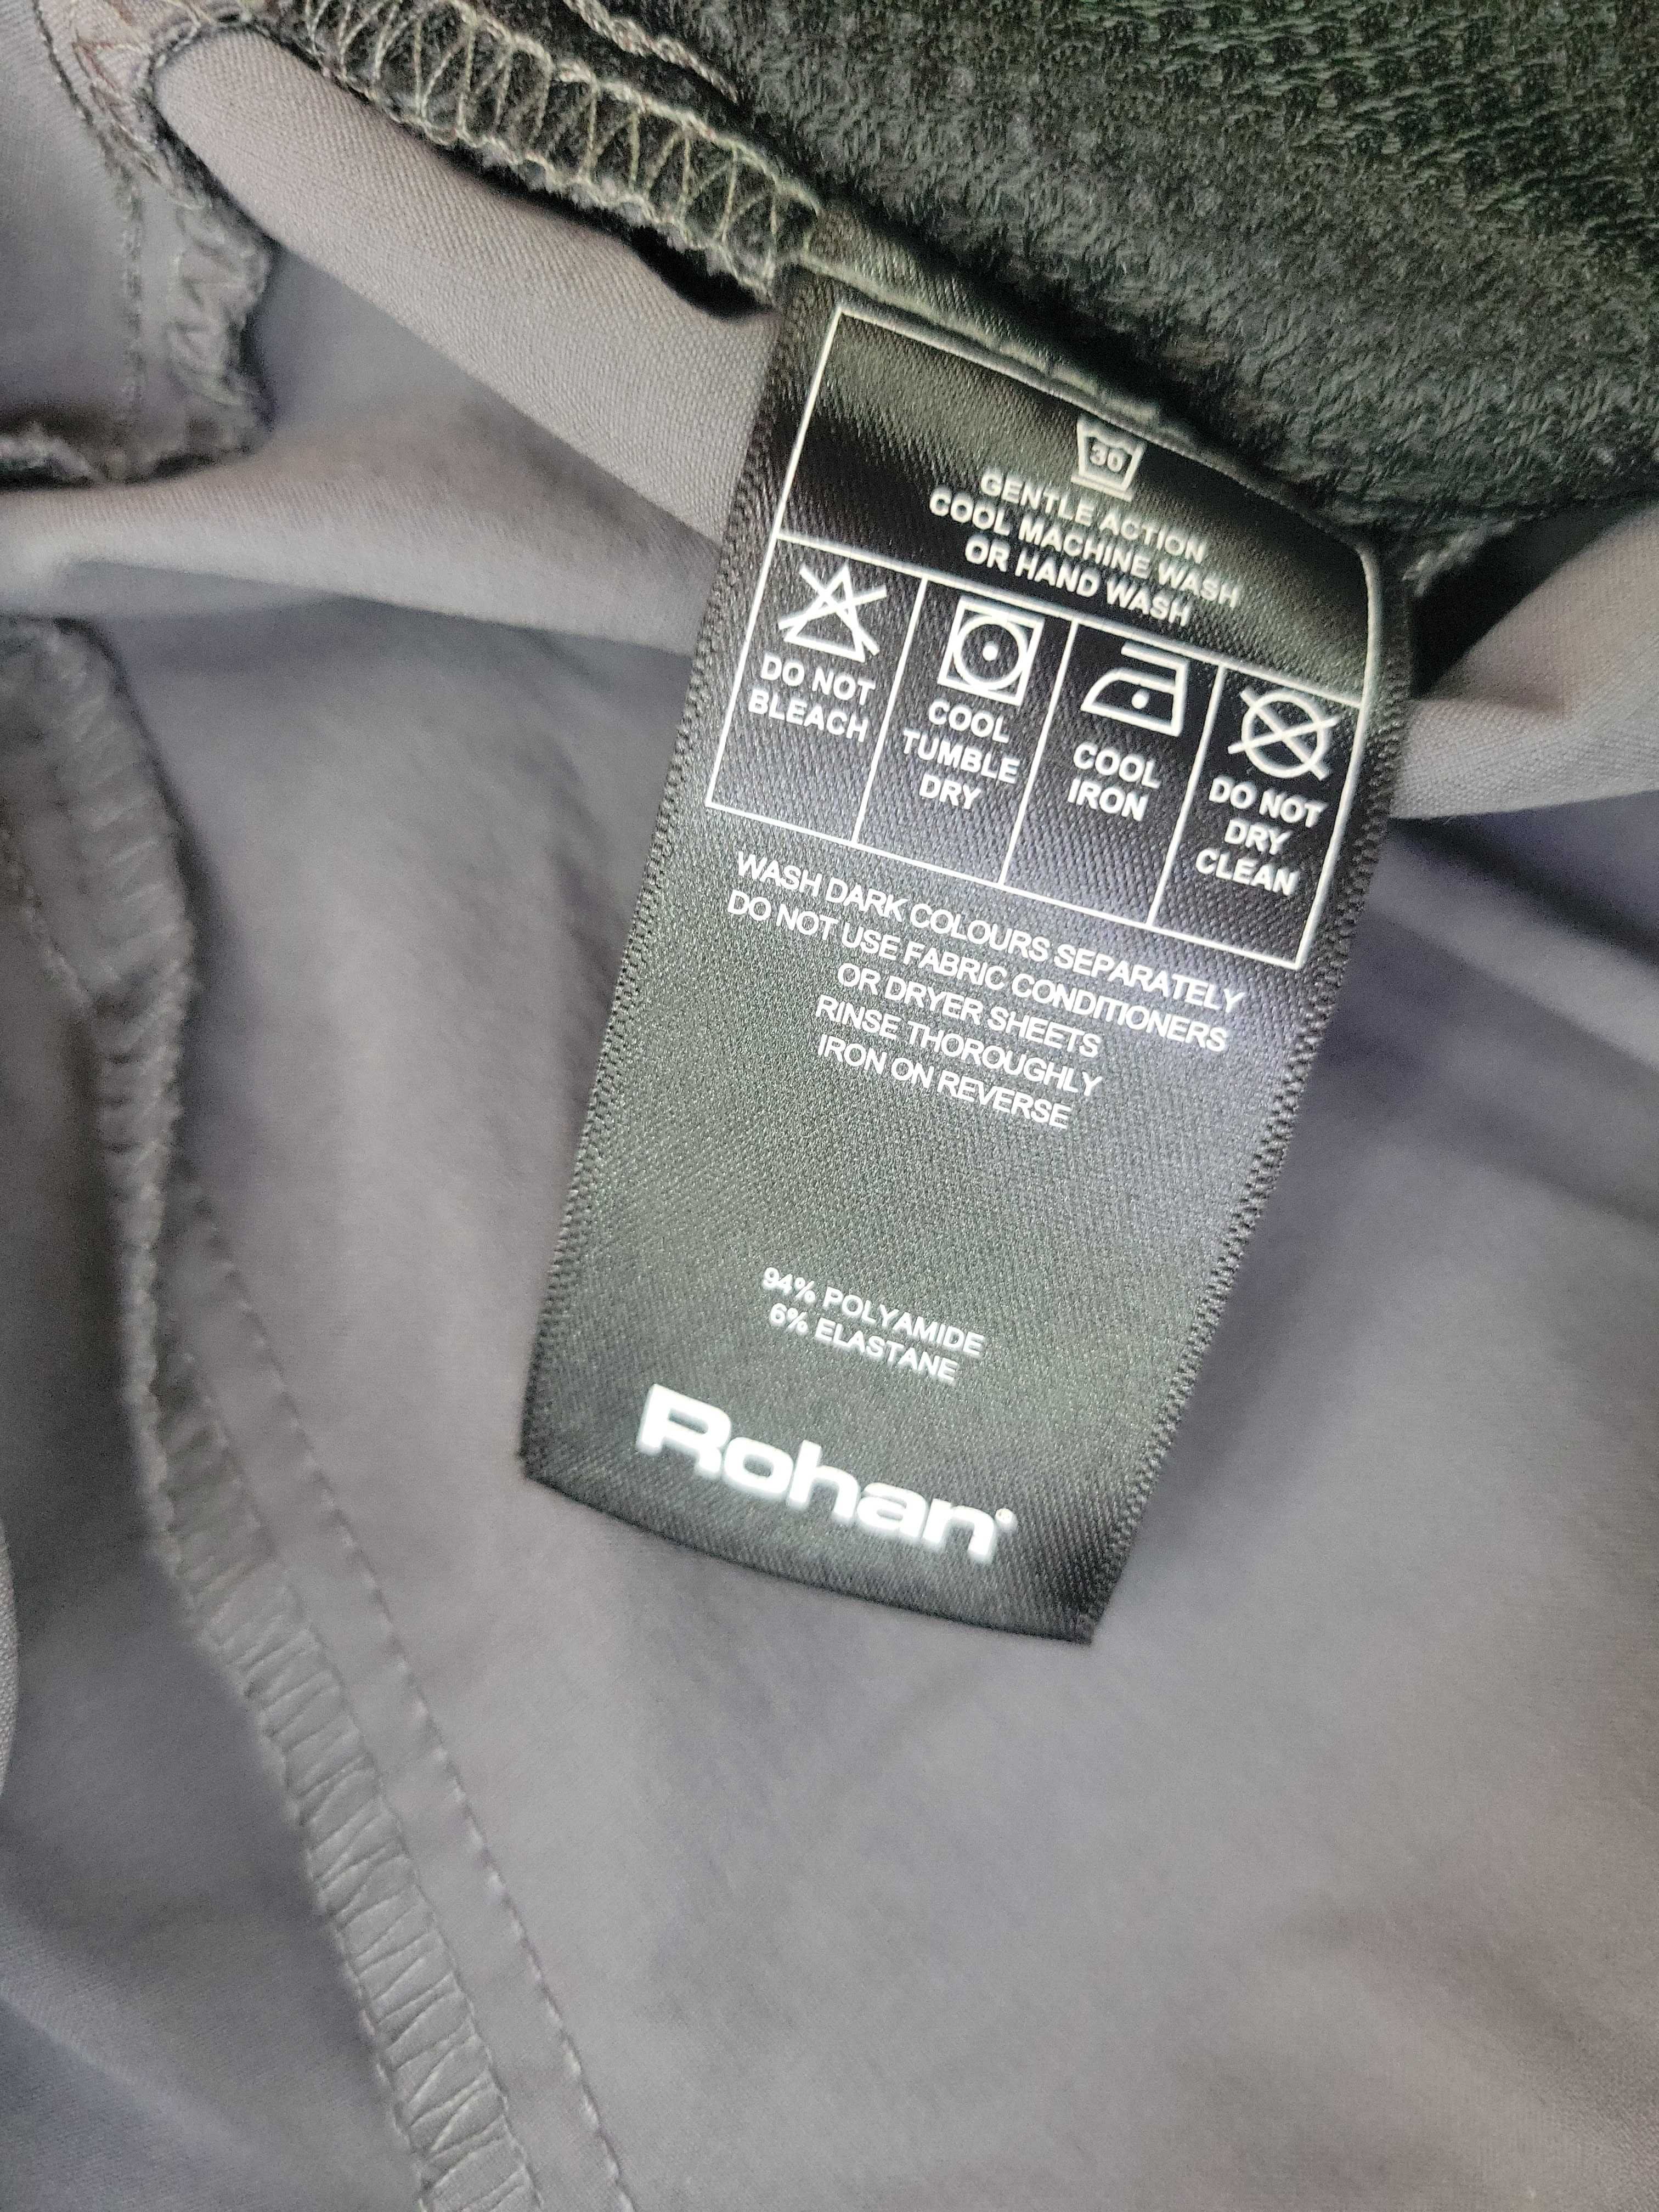 30
GENTLE ACTION
COOL MACHINE WASH
OR HAND WASH
DO NOT
BLEACH
COOL
TUMBLE
DRY
COOL
IRON
DO NOT
DRY
CLEAN
WASH DARK COLOURS SEPARATELY
DO NOT USE FABRIC CONDITIONERS
OR DRYER SHEETS
RINSE THOROUGHLY
IRON ON REVERSE
94% POLYAMIDE
6% ELASTANE
Rohan®